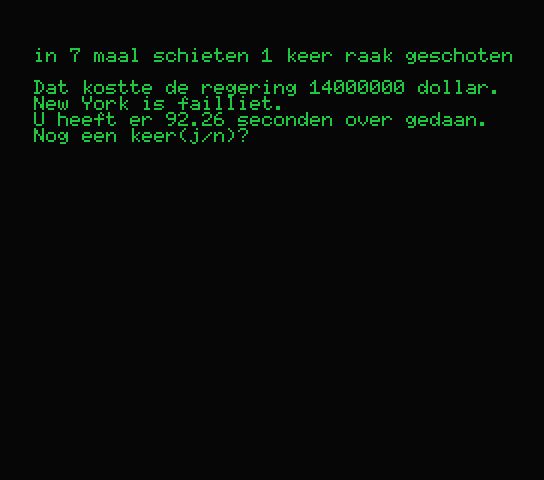 in 7 maal schieten 1 keer raak geschoten
Dat kostte de regering 14000000 dollar.
New York is failliet.
U heeft er 92.26 seconden over gedaan.
Nog een keer(j/n)?